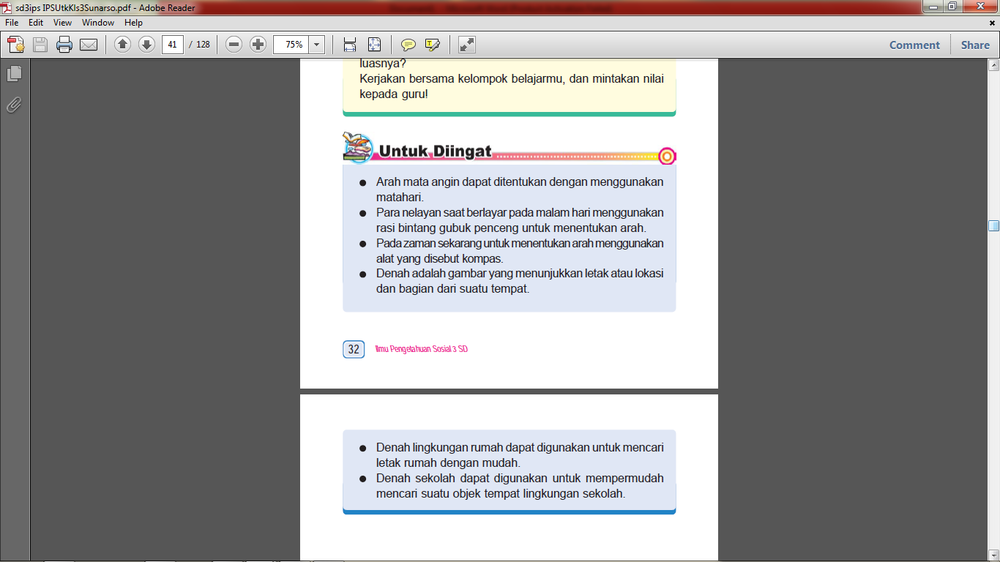 sd3ips IPSUtkKls3Sunarso.pdf - Adobe Reader
File Edit View Window Help
41 / 128 75% Comment Share
luasnya?
Kerjakan bersama kelompok belajarmu, dan mintakan nilai
kepada guru!
Untuk Diingat
● Arah mata angin dapat ditentukan dengan menggunakan
matahari.
● Para nelayan saat berlayar pada malam hari menggunakan
rasi bintang gubuk penceng untuk menentukan arah.
● Pada zaman sekarang untuk menentukan arah menggunakan
alat yang disebut kompas.
● Denah adalah gambar yang menunjukkan letak atau lokasi
dan bagian dari suatu tempat.
32 Ilmu Pengetahuan Sosial 3 SD
● Denah lingkungan rumah dapat digunakan untuk mencari
letak rumah dengan mudah.
● Denah sekolah dapat digunakan untuk mempermudah
mencari suatu objek tempat lingkungan sekolah.